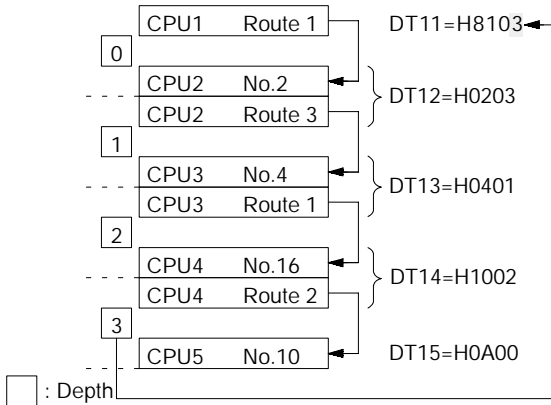 CPU1 Route 1 DT11=H8103
0
CPU2 No.2
DT12=H0203
CPU2 Route 3
1
CPU3 No.4
DT13=H0401
CPU3 Route 1
2
CPU4 No.16
DT14=H1002
CPU4 Route 2
3
CPU5 No.10 DT15=H0A00
: Depth